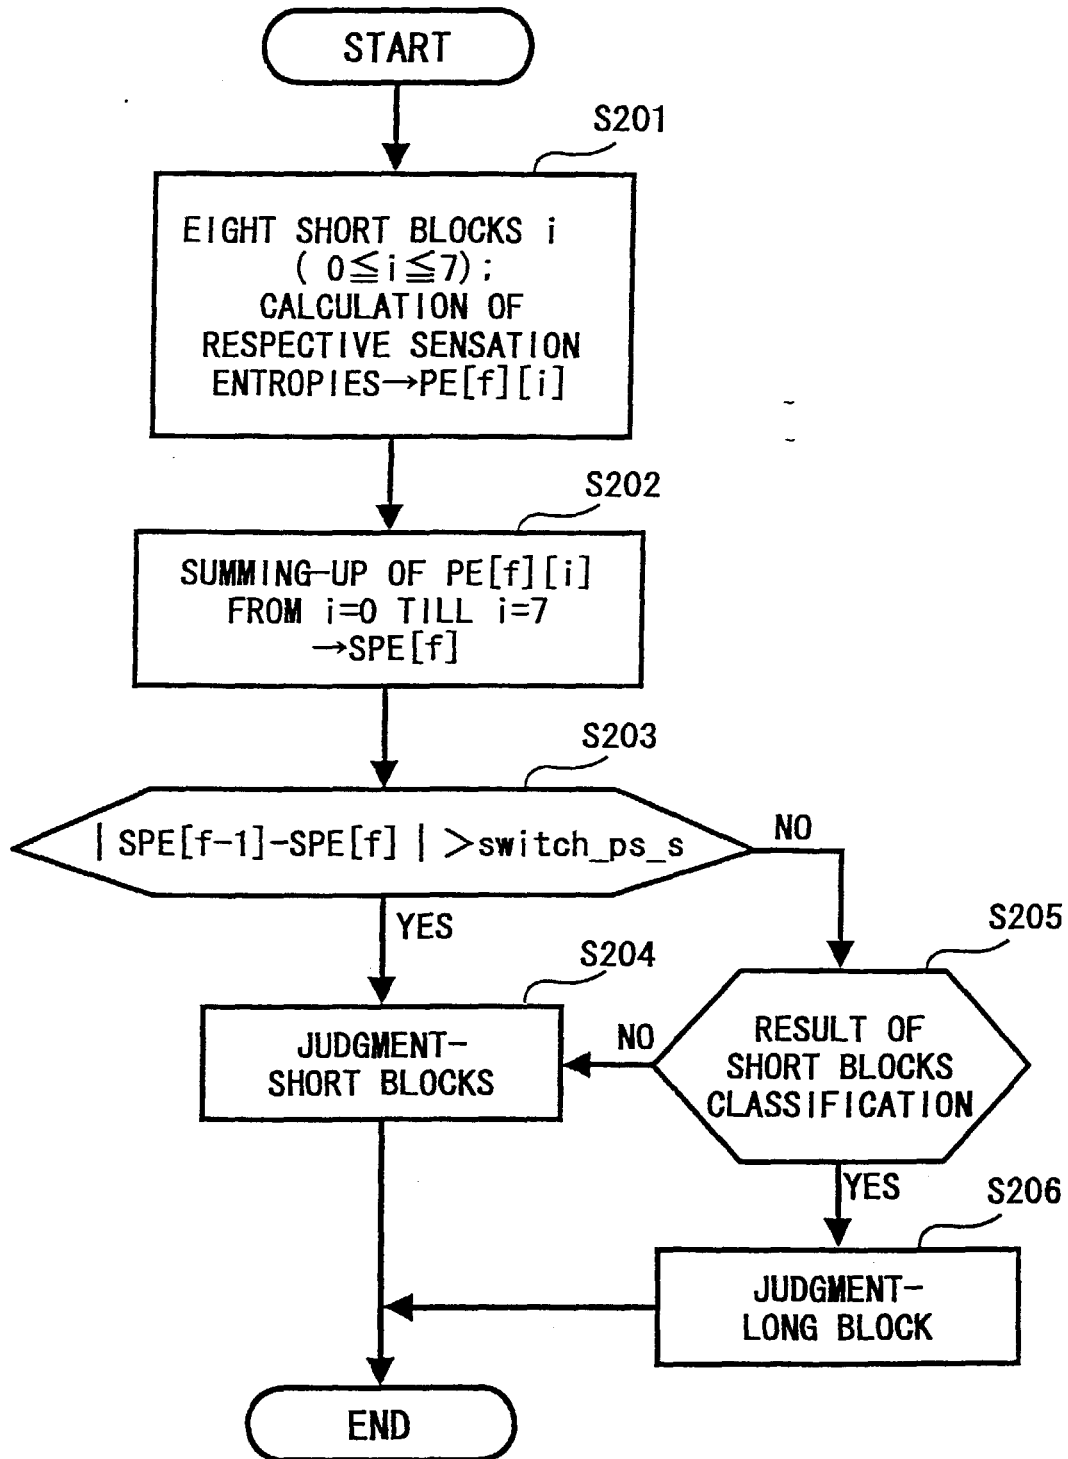 START
S201
EIGHT SHORT BLOCKS i
( 0≦i≦7);
CALCULATION OF
RESPECTIVE SENSATION
ENTROPIES→PE[f][i]
S202
SUMMING-UP OF PE[f][i]
FROM i=0 TILL i=7
→SPE[f]
S203
| SPE[f-1]-SPE[f] | >switch_ps_s
NO
YES
S205
S204
RESULT OF
SHORT BLOCKS
CLASSIFICATION
NO
JUDGMENT-
SHORT BLOCKS
YES
S206
JUDGMENT-
LONG BLOCK
END